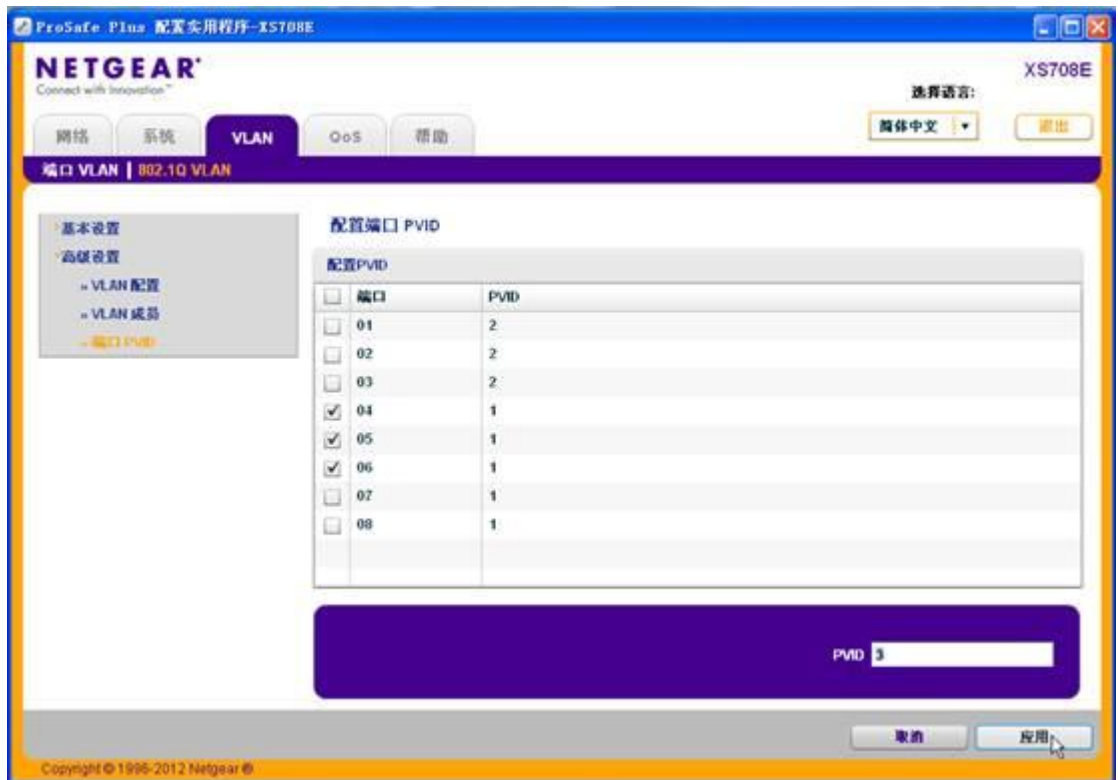 ProSafe Plus 配置实用程序-XS708E
NETGEAR®
Connect with Innovation™
XS708E
选择语言:
简体中文
退出
网络 系统 VLAN QoS 帮助
端口 VLAN | 802.1Q VLAN
基本设置
高级设置
» VLAN 配置
» VLAN 成员
» 端口 PVID
配置端口 PVID
配置PVID
端口 PVID
01 2
02 2
03 2
04 1
05 1
06 1
07 1
08 1
PVID 3
取消 应用
Copyright © 1996-2012 Netgear ®